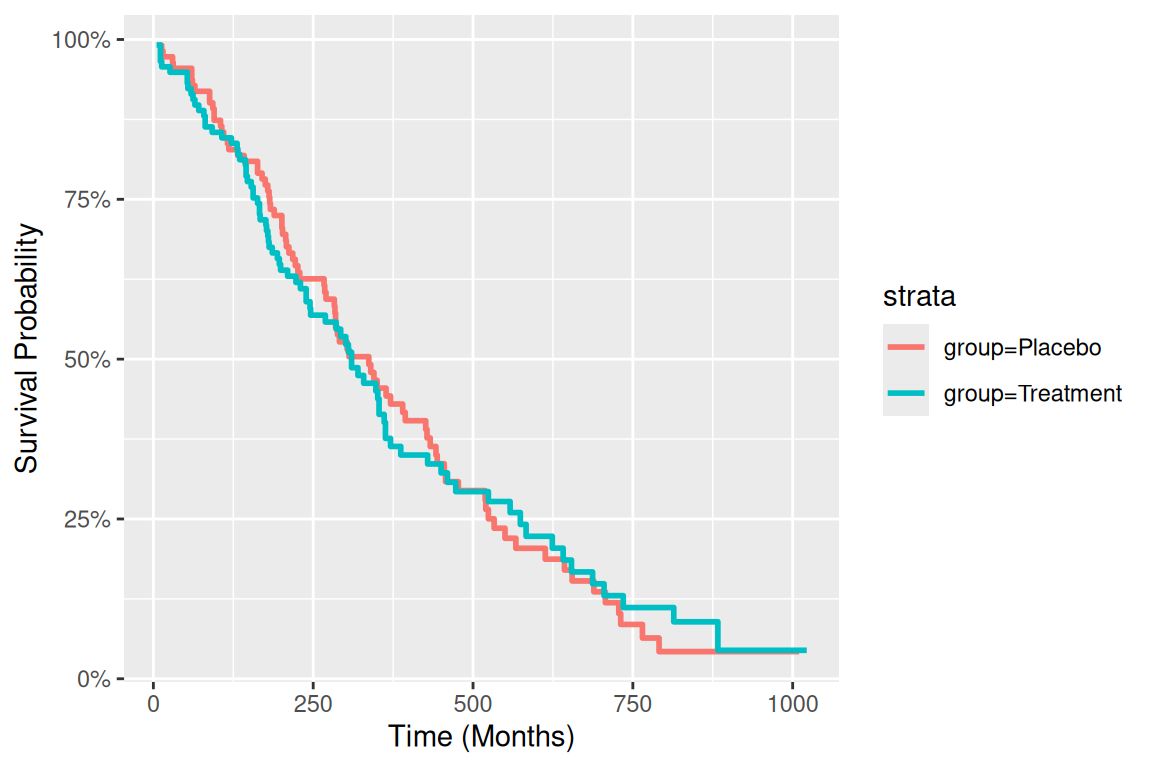 100%
75%
50%
25%
0%
Survival Probability
0 250 500 750 1000
Time (Months)
strata
group=Placebo
group=Treatment